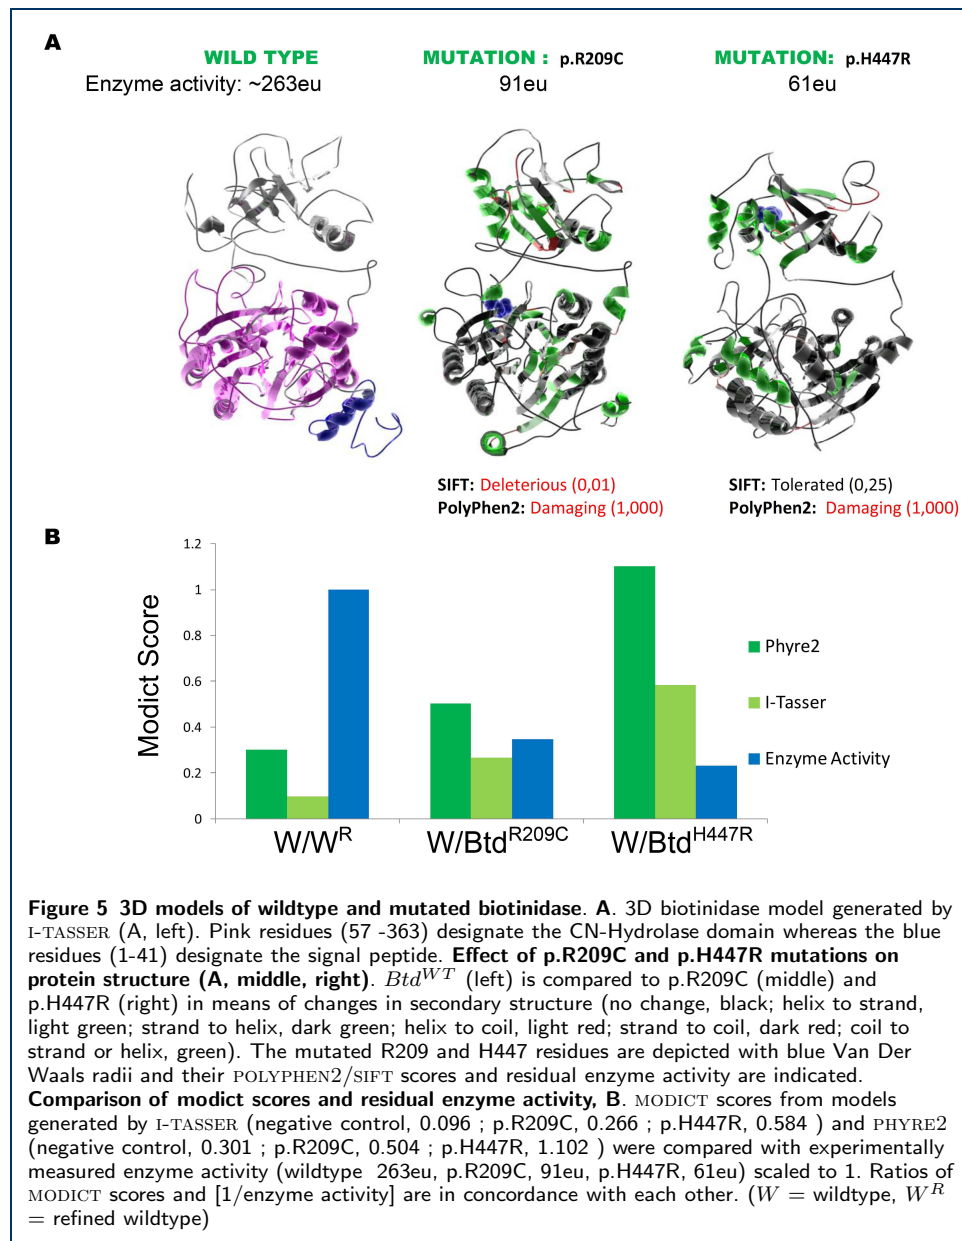 A
WILD TYPE
Enzyme activity: ~263eu
MUTATION : p.R209C
91eu
MUTATION: p.H447R
61eu
SIFT: Deleterious (0,01)
PolyPhen2: Damaging (1,000)
SIFT: Tolerated (0,25)
PolyPhen2: Damaging (1,000)
B
Modict Score
1.2
1
0.8
0.6
0.4
0.2
0
W/W^R
W/Btd^R209C
W/Btd^H447R
Phyre2
I-Tasser
Enzyme Activity
Figure 5 3D models of wildtype and mutated biotinidase. A. 3D biotinidase model generated by
I-TASSER (A, left). Pink residues (57 -363) designate the CN-Hydrolase domain whereas the blue
residues (1-41) designate the signal peptide. Effect of p.R209C and p.H447R mutations on
protein structure (A, middle, right). Btd^WT (left) is compared to p.R209C (middle) and
p.H447R (right) in means of changes in secondary structure (no change, black; helix to strand,
light green; strand to helix, dark green; helix to coil, light red; strand to coil, dark red; coil to
strand or helix, green). The mutated R209 and H447 residues are depicted with blue Van Der
Waals radii and their POLYPHEN2/SIFT scores and residual enzyme activity are indicated.
Comparison of modict scores and residual enzyme activity, B. MODICT scores from models
generated by I-TASSER (negative control, 0.096 ; p.R209C, 0.266 ; p.H447R, 0.584 ) and PHYRE2
(negative control, 0.301 ; p.R209C, 0.504 ; p.H447R, 1.102 ) were compared with experimentally
measured enzyme activity (wildtype 263eu, p.R209C, 91eu, p.H447R, 61eu) scaled to 1. Ratios of
MODICT scores and [1/enzyme activity] are in concordance with each other. (W = wildtype, W^R
= refined wildtype)